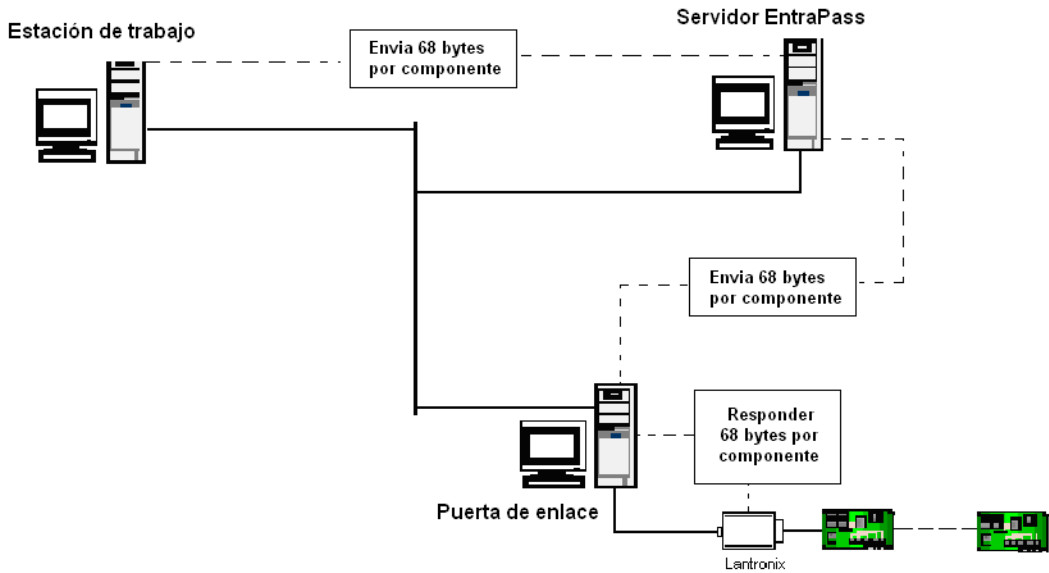 Servidor EntraPass
Estación de trabajo
Envia 68 bytes
por componente
Envia 68 bytes
por componente
Responder
68 bytes por
componente
Puerta de enlace
Lantronix